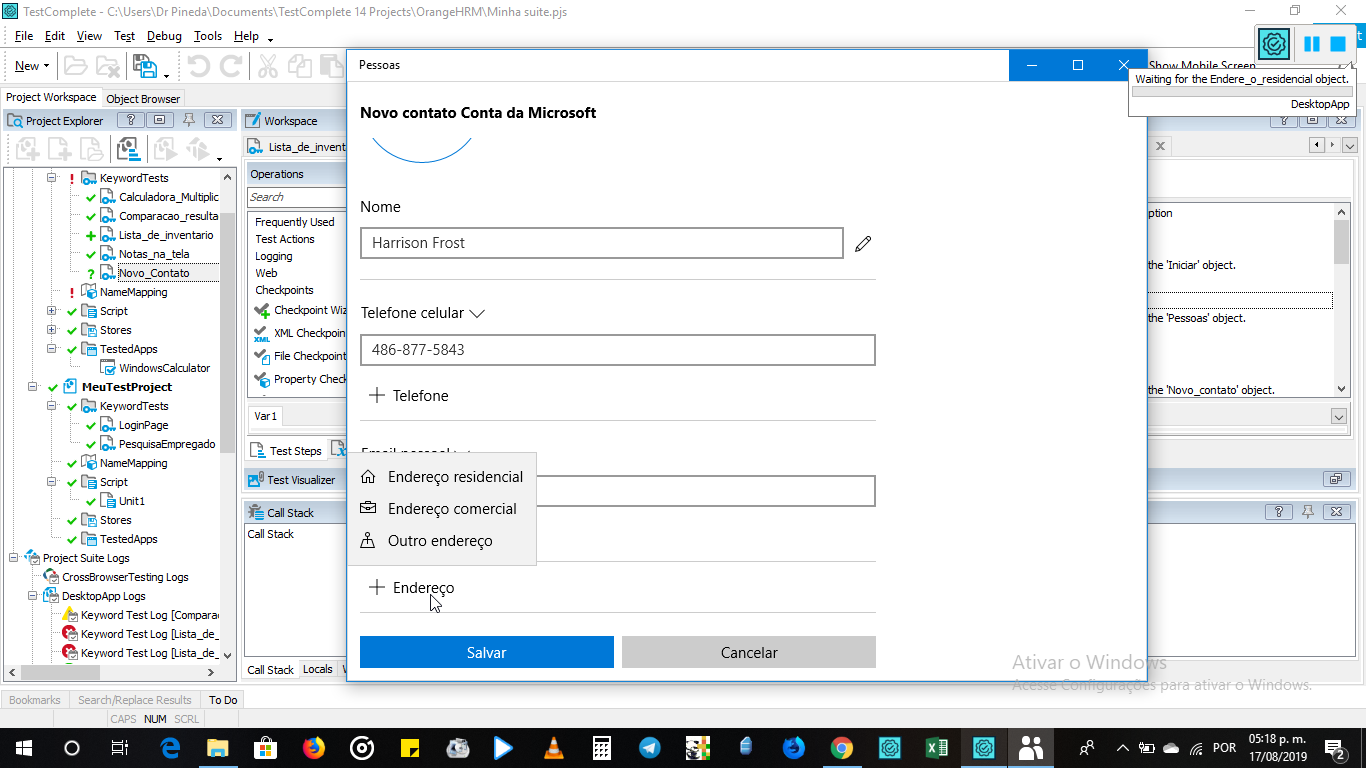 TestComplete - C:\Users\Dr Pineda\Documents\TestComplete 14 Projects\OrangeHRM\Minha suite.pjs
File Edit View Test Debug Tools Help
New
Show Mobile Screen
Waiting for the Endere_o_residencial object.
DesktopApp
Project Workspace Object Browser
Project Explorer
KeywordTests
Calculadora_Multiplic
Comparacao_resulta
Lista_de_inventario
Notas_na_tela
Novo_Contato
NameMapping
Script
Stores
TestedApps
WindowsCalculator
MeuTestProject
KeywordTests
LoginPage
PesquisaEmpregado
NameMapping
Script
Unit1
Stores
TestedApps
Project Suite Logs
CrossBrowserTesting Logs
DesktopApp Logs
Keyword Test Log [Compara
Keyword Test Log [Lista_de_
Keyword Test Log [Lista_de_
Workspace
Lista_de_invent
Operations
Search
Frequently Used
Test Actions
Logging
Web
Checkpoints
Checkpoint Wiz
XML Checkpoin
XML
File Checkpoint
Property Check
Var1
Test Steps
Test Visualizer
Call Stack
Call Stack
Call Stack Locals
Pessoas
Novo contato Conta da Microsoft
Nome
Harrison Frost
Telefone celular
486-877-5843
Telefone
Endereço residencial
Endereço comercial
Outro endereço
Endereço
Salvar
Cancelar
ption
the 'Iniciar' object.
the 'Pessoas' object.
the 'Novo_contato' object.
Ativar o Windows
Acesse Configurações para ativar o Windows.
Bookmarks Search/Replace Results To Do
CAPS NUM SCRL
POR
05:18 p. m.
17/08/2019
2